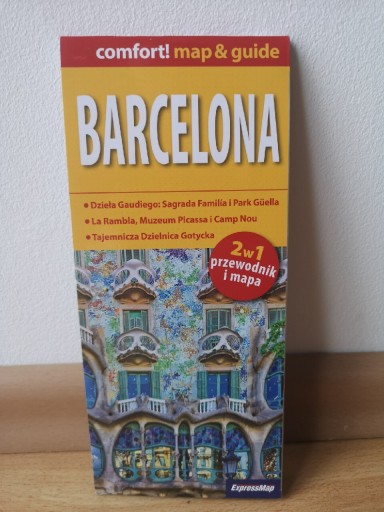 comfort! map & guide
BARCELONA
• Dzieła Gaudiego: Sagrada Família i Park Güella
• La Rambla, Muzeum Picassa i Camp Nou
• Tajemnicza Dzielnica Gotycka
2 w 1
przewodnik
i mapa
ExpressMap